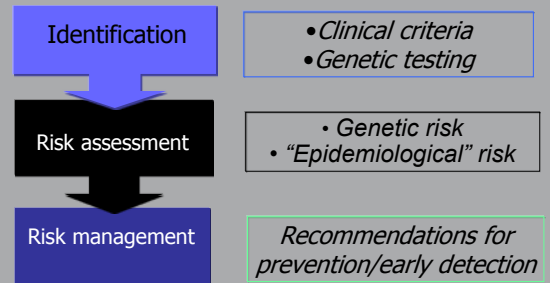 Identification
•Clinical criteria
•Genetic testing
Risk assessment
• Genetic risk
• “Epidemiological” risk
Risk management
Recommendations for
prevention/early detection